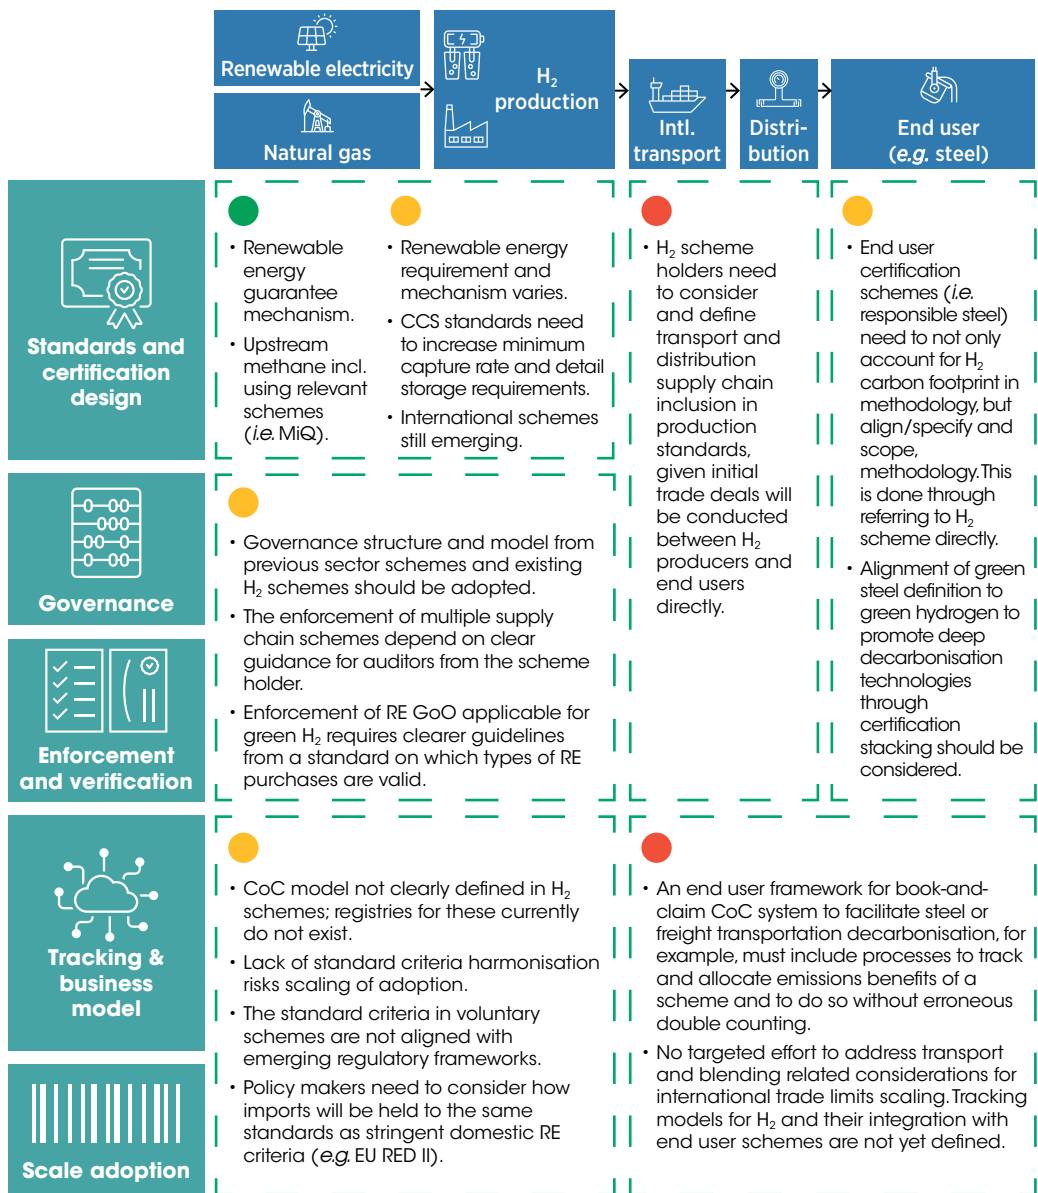 Renewable electricity
Natural gas
H₂
production
Intl.
transport
Distri-
bution
End user
(e.g. steel)
Standards and
certification
design
• Renewable
energy
guarantee
mechanism.
• Upstream
methane incl.
using relevant
schemes
(i.e. MiQ).
• Renewable energy
requirement and
mechanism varies.
• CCS standards need
to increase minimum
capture rate and detail
storage requirements.
• International schemes
still emerging.
• H₂ scheme
holders need
to consider
and define
transport and
distribution
supply chain
inclusion in
production
standards,
given initial
trade deals will
be conducted
between H₂
producers and
end users
directly.
• End user
certification
schemes (i.e.
responsible steel)
need to not only
account for H₂
carbon footprint in
methodology, but
align/specify and
scope,
methodology. This
is done through
referring to H₂
scheme directly.
• Alignment of green
steel definition to
green hydrogen to
promote deep
decarbonisation
technologies
through
certification
stacking should be
considered.
Governance
Enforcement
and verification
• Governance structure and model from
previous sector schemes and existing
H₂ schemes should be adopted.
• The enforcement of multiple supply
chain schemes depend on clear
guidance for auditors from the scheme
holder.
• Enforcement of RE GoO applicable for
green H₂ requires clearer guidelines
from a standard on which types of RE
purchases are valid.
Tracking &
business
model
Scale adoption
• CoC model not clearly defined in H₂
schemes; registries for these currently
do not exist.
• Lack of standard criteria harmonisation
risks scaling of adoption.
• The standard criteria in voluntary
schemes are not aligned with
emerging regulatory frameworks.
• Policy makers need to consider how
imports will be held to the same
standards as stringent domestic RE
criteria (e.g. EU RED II).
• An end user framework for book-and-
claim CoC system to facilitate steel or
freight transportation decarbonisation, for
example, must include processes to track
and allocate emissions benefits of a
scheme and to do so without erroneous
double counting.
• No targeted effort to address transport
and blending related considerations for
international trade limits scaling. Tracking
models for H₂ and their integration with
end user schemes are not yet defined.